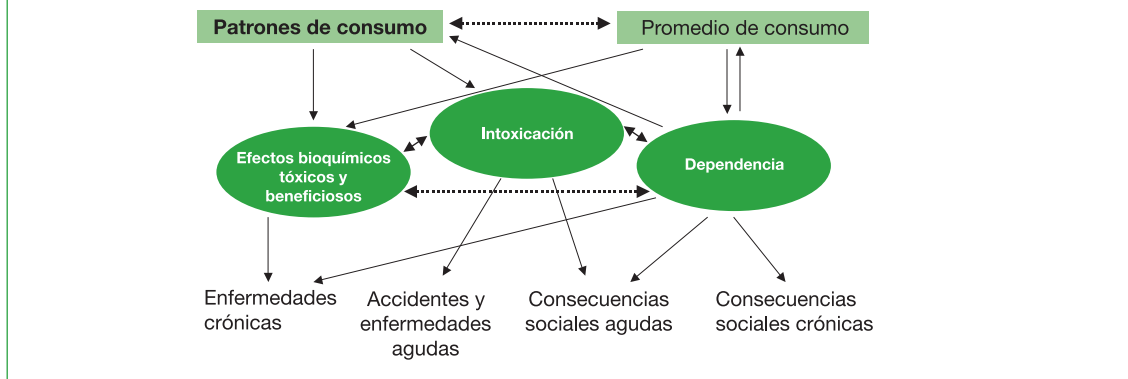 Patrones de consumo
Promedio de consumo
Intoxicación
Efectos bioquímicos
tóxicos y
beneficiosos
Dependencia
Enfermedades
crónicas
Accidentes y
enfermedades
agudas
Consecuencias
sociales agudas
Consecuencias
sociales crónicas